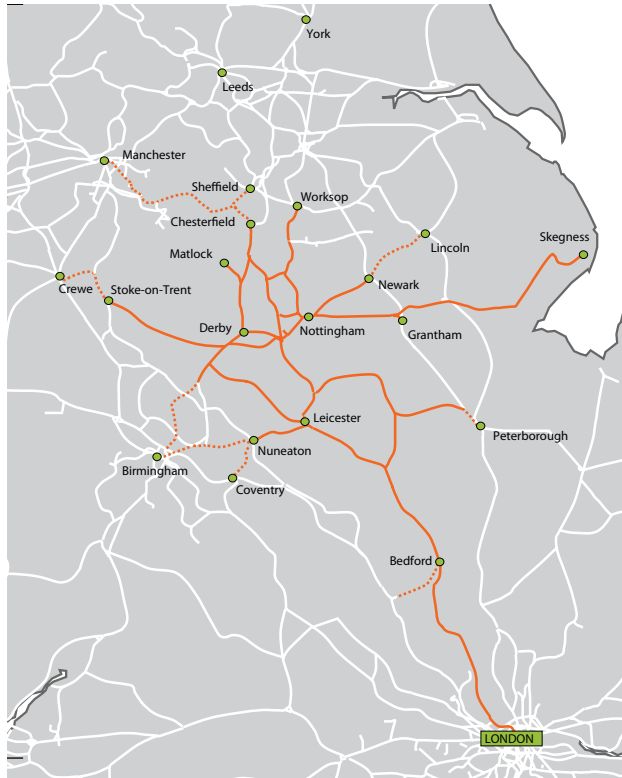 York
Leeds
Manchester
Sheffield
Worksop
Chesterfield
Lincoln
Skegness
Matlock
Newark
Crewe
Stoke-on-Trent
Derby
Nottingham
Grantham
Leicester
Peterborough
Nuneaton
Birmingham
Coventry
Bedford
LONDON